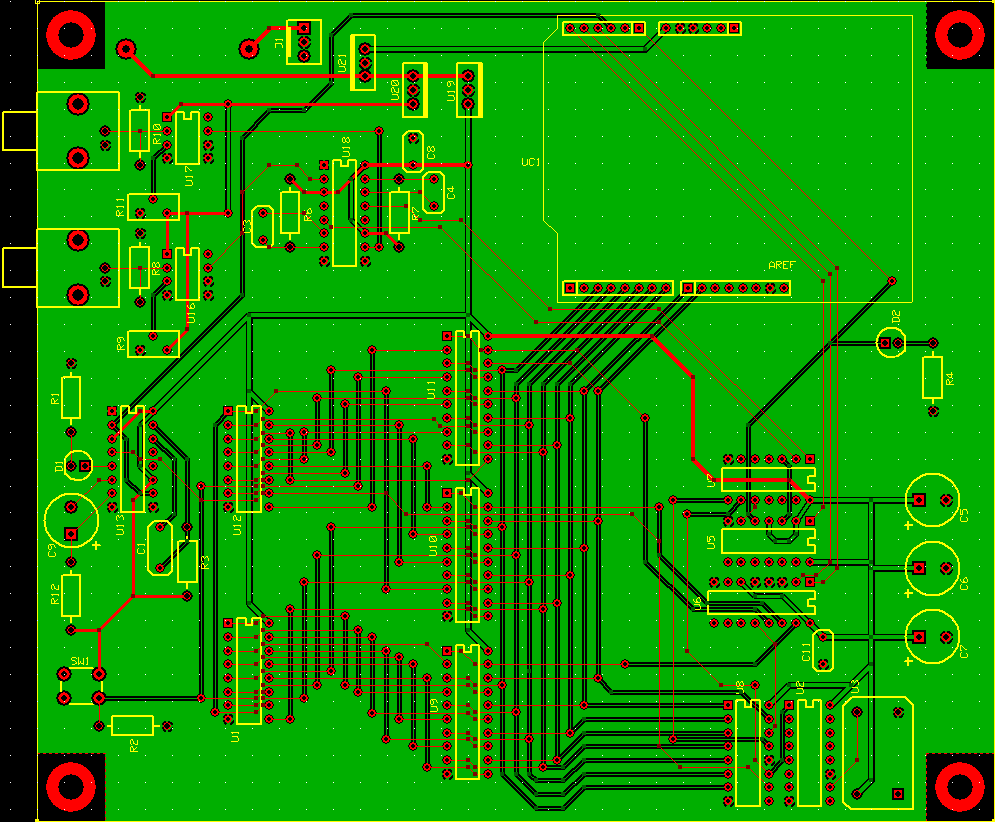 J1
U21
U20
U19
R10
U17
U18
C8
UC1
C4
R11
C3
R6
R7
R8
AREF
U16
R9
D2
R4
R1
U11
D1
U7
U13
U12
C9
+
C1
R3
U10
U5
C5
+
R12
U6
C6
+
SW1
C11
C7
+
R2
U1
U9
U8
U2
U3